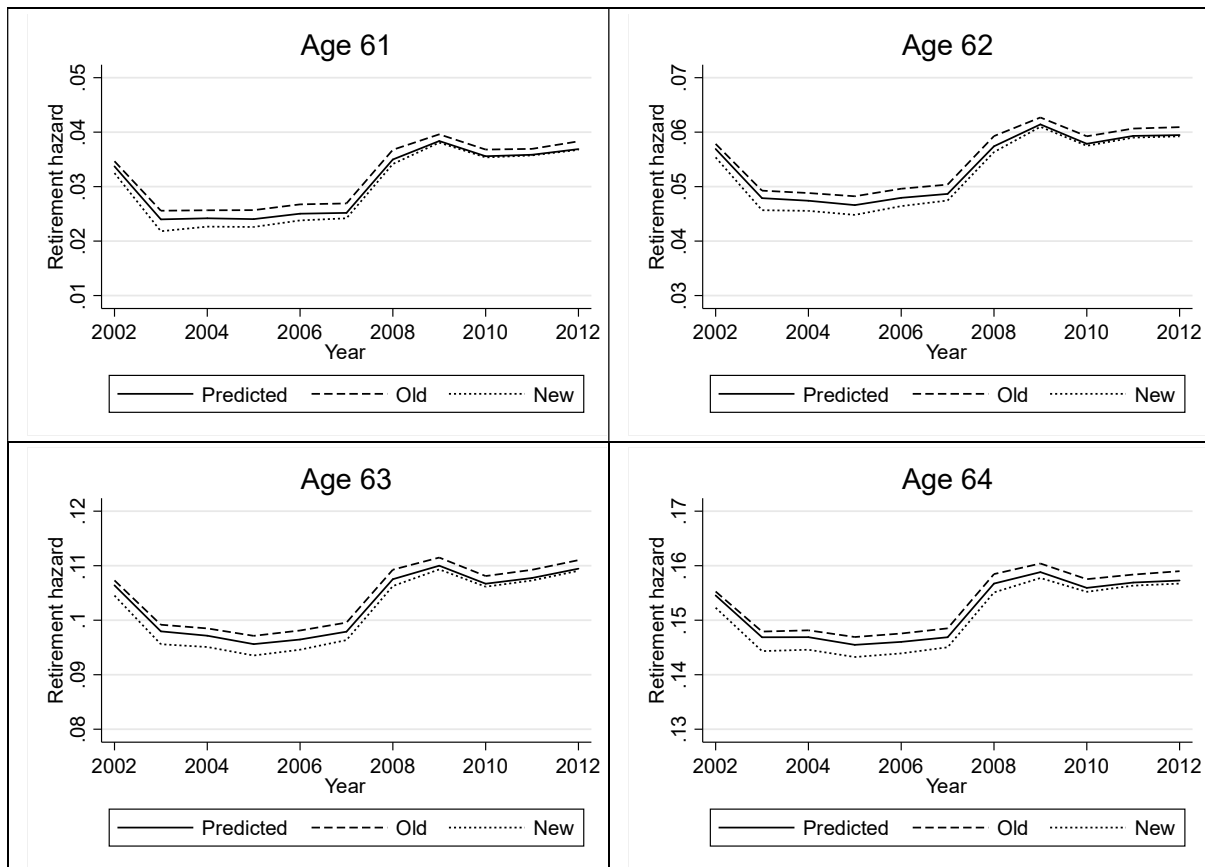 Age 61
Retirement hazard
.05
.04
.03
.02
.01
2002 2004 2006 2008 2010 2012
Year
Predicted Old New
Age 62
Retirement hazard
.07
.06
.05
.04
.03
2002 2004 2006 2008 2010 2012
Year
Predicted Old New
Age 63
Retirement hazard
.12
.11
.1
.09
.08
2002 2004 2006 2008 2010 2012
Year
Predicted Old New
Age 64
Retirement hazard
.17
.16
.15
.14
.13
2002 2004 2006 2008 2010 2012
Year
Predicted Old New